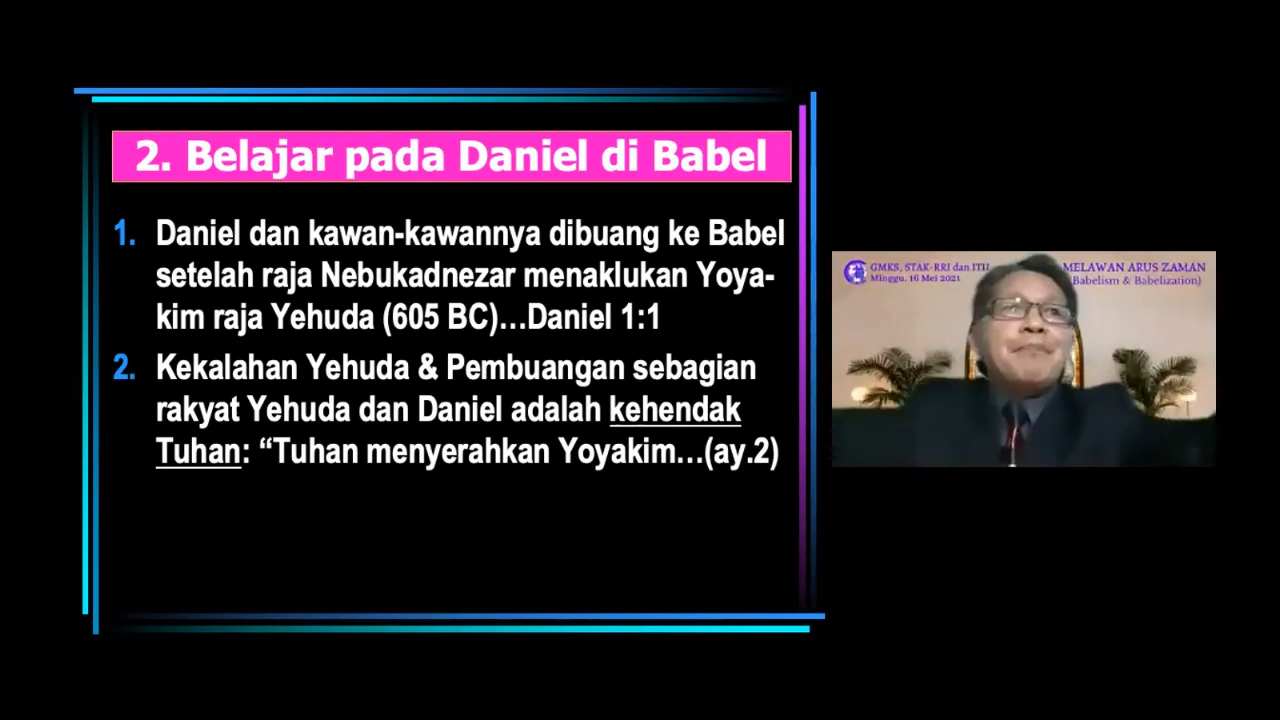 2. Belajar pada Daniel di Babel
1. Daniel dan kawan-kawannya dibuang ke Babel
setelah raja Nebukadnezar menaklukan Yoya-
kim raja Yehuda (605 BC)...Daniel 1:1
2. Kekalahan Yehuda & Pembuangan sebagian
rakyat Yehuda dan Daniel adalah kehendak
Tuhan: “Tuhan menyerahkan Yoyakim...(ay.2)
GMKS, STAK-RRI dan
Minggu, 16 Mei 2021
MELAWAN ARUS ZAMAN
(Babelism & Babelization)